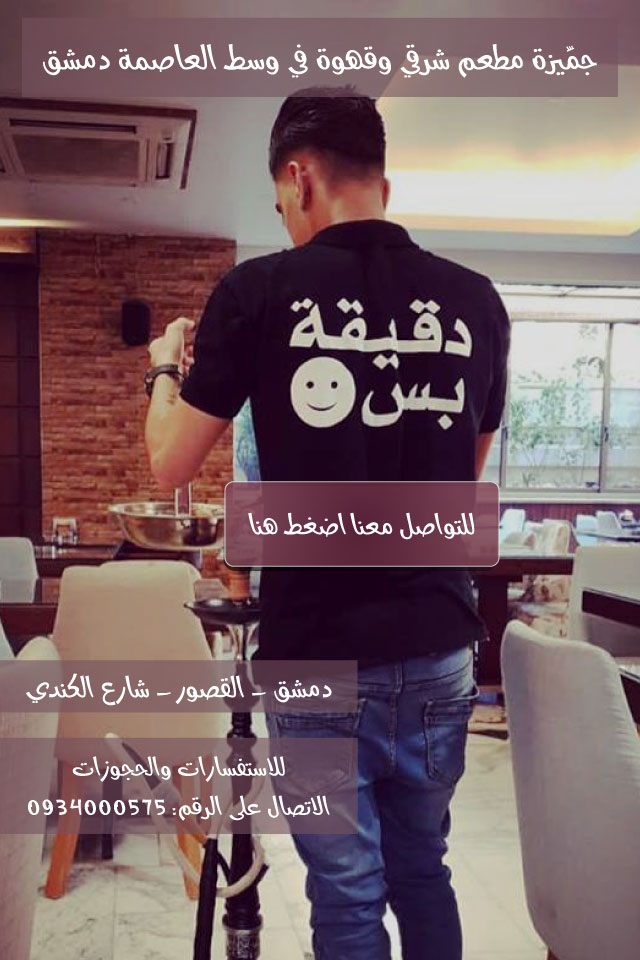 جمّيزة مطعم شرقي وقهوة في وسط العاصمة دمشق
دقيقة
بس
للتواصل معنا اضغط هنا
دمشق - القصور - شارع الكندي
للاستفسارات والحجوزات
الاتصال على الرقم: 0934000575